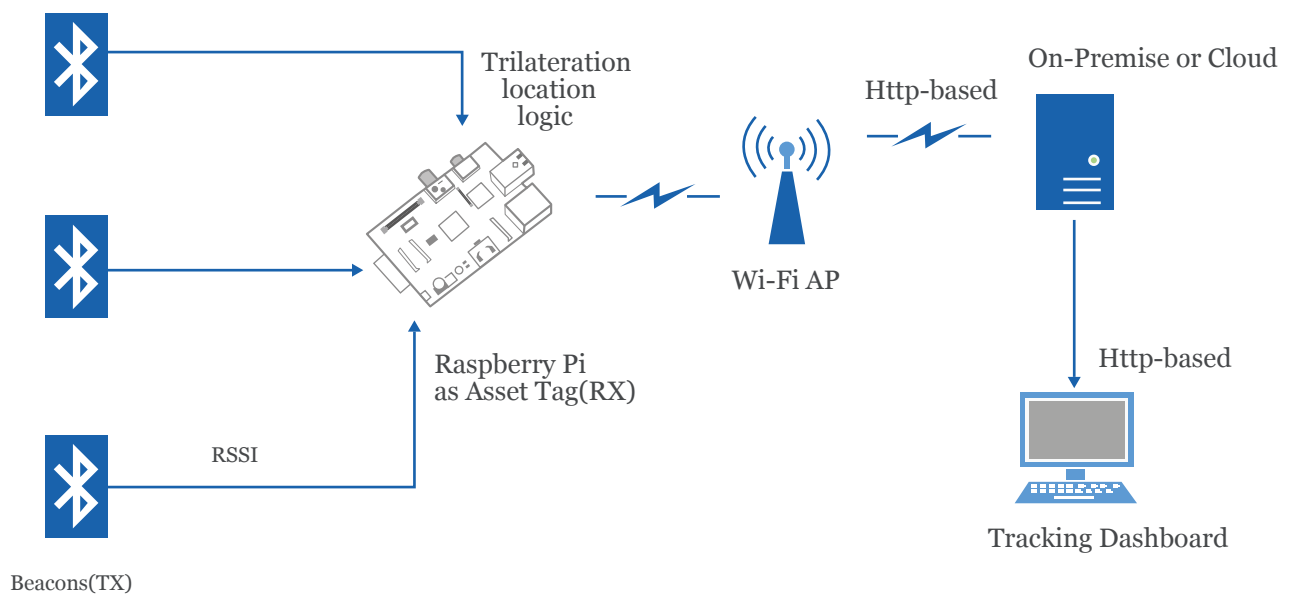 Trilateration
location
logic
Http-based
On-Premise or Cloud
Wi-Fi AP
Raspberry Pi
as Asset Tag(RX)
Http-based
RSSI
Tracking Dashboard
Beacons(TX)